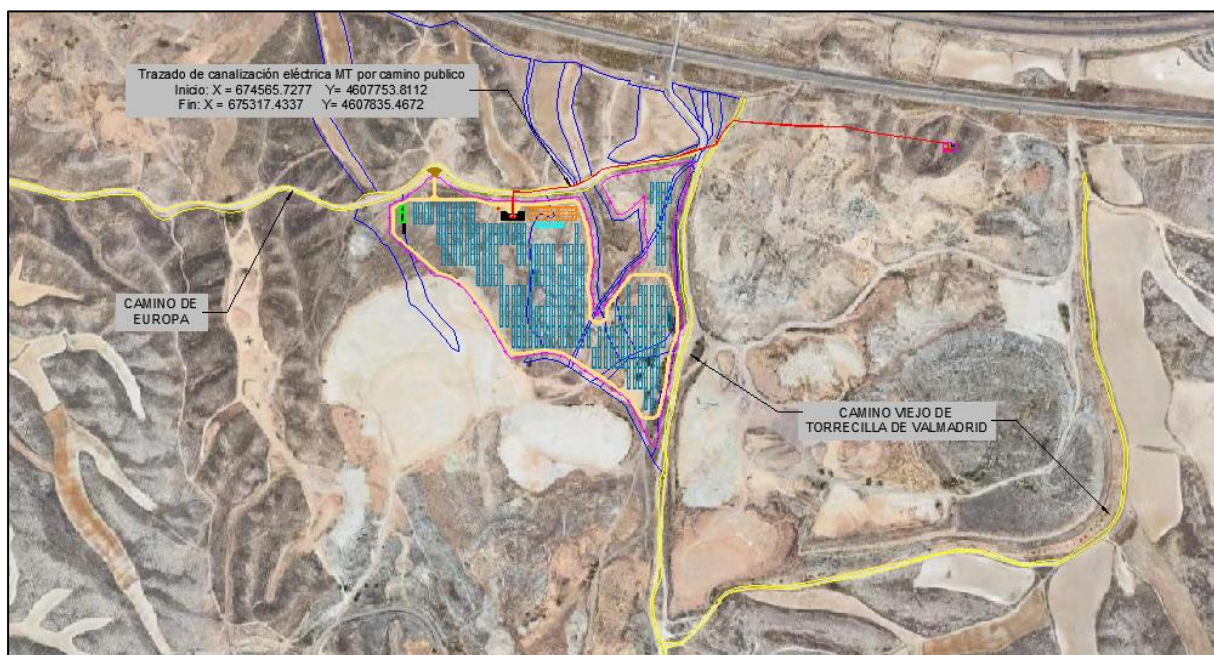 Trazado de canalización eléctrica MT por camino publico
Inicio: X = 674565.7277 Y= 4607753.8112
Fin: X = 675317.4337 Y= 4607835.4672
CAMINO DE
EUROPA
CAMINO VIEJO DE
TORRECILLA DE VALMADRID